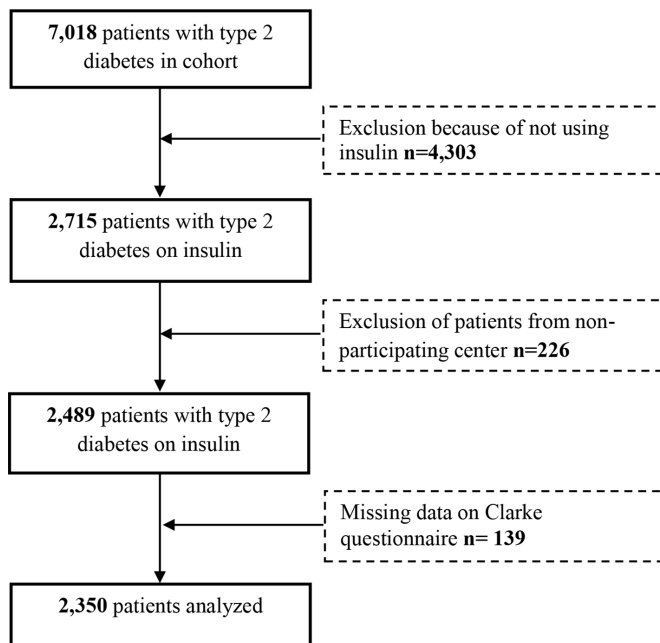 7,018 patients with type 2
diabetes in cohort
Exclusion because of not using
insulin n=4,303
2,715 patients with type 2
diabetes on insulin
Exclusion of patients from non-
participating center n=226
2,489 patients with type 2
diabetes on insulin
Missing data on Clarke
questionnaire n= 139
2,350 patients analyzed